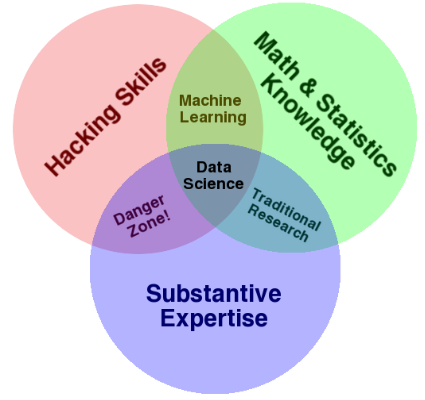 Hacking Skills
Math & Statistics
Knowledge
Machine
Learning
Data
Science
Danger
Zone!
Traditional
Research
Substantive
Expertise